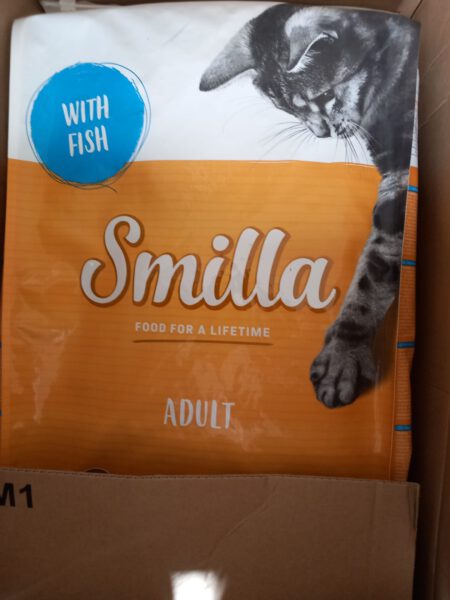 WITH
FISH
Smilla
FOOD FOR A LIFETIME
ADULT
M1